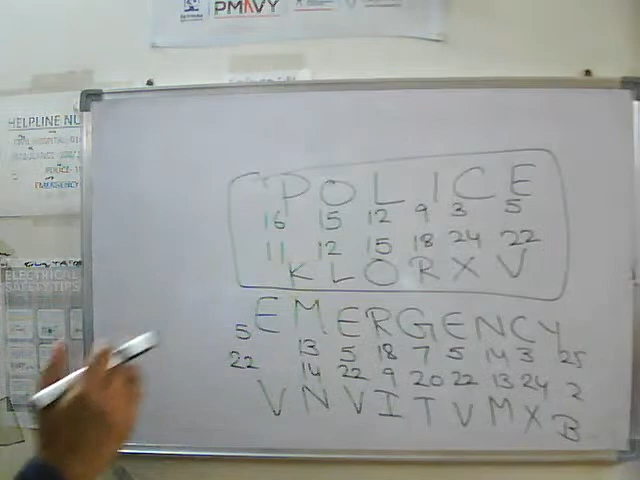 PMAVY
HELPLINE NU
POLICE-
EMERGENCY
ELECTRICAL
SAFETY TIPS
P O L I C E
16 15 12 9 3 5
11 12 15 18 24 22
K L O R X V
E M E R G E N C Y
5 13 5 18 7 5 14 3 25
22 14 22 9 20 22 13 24 2
V N V I T V M X B